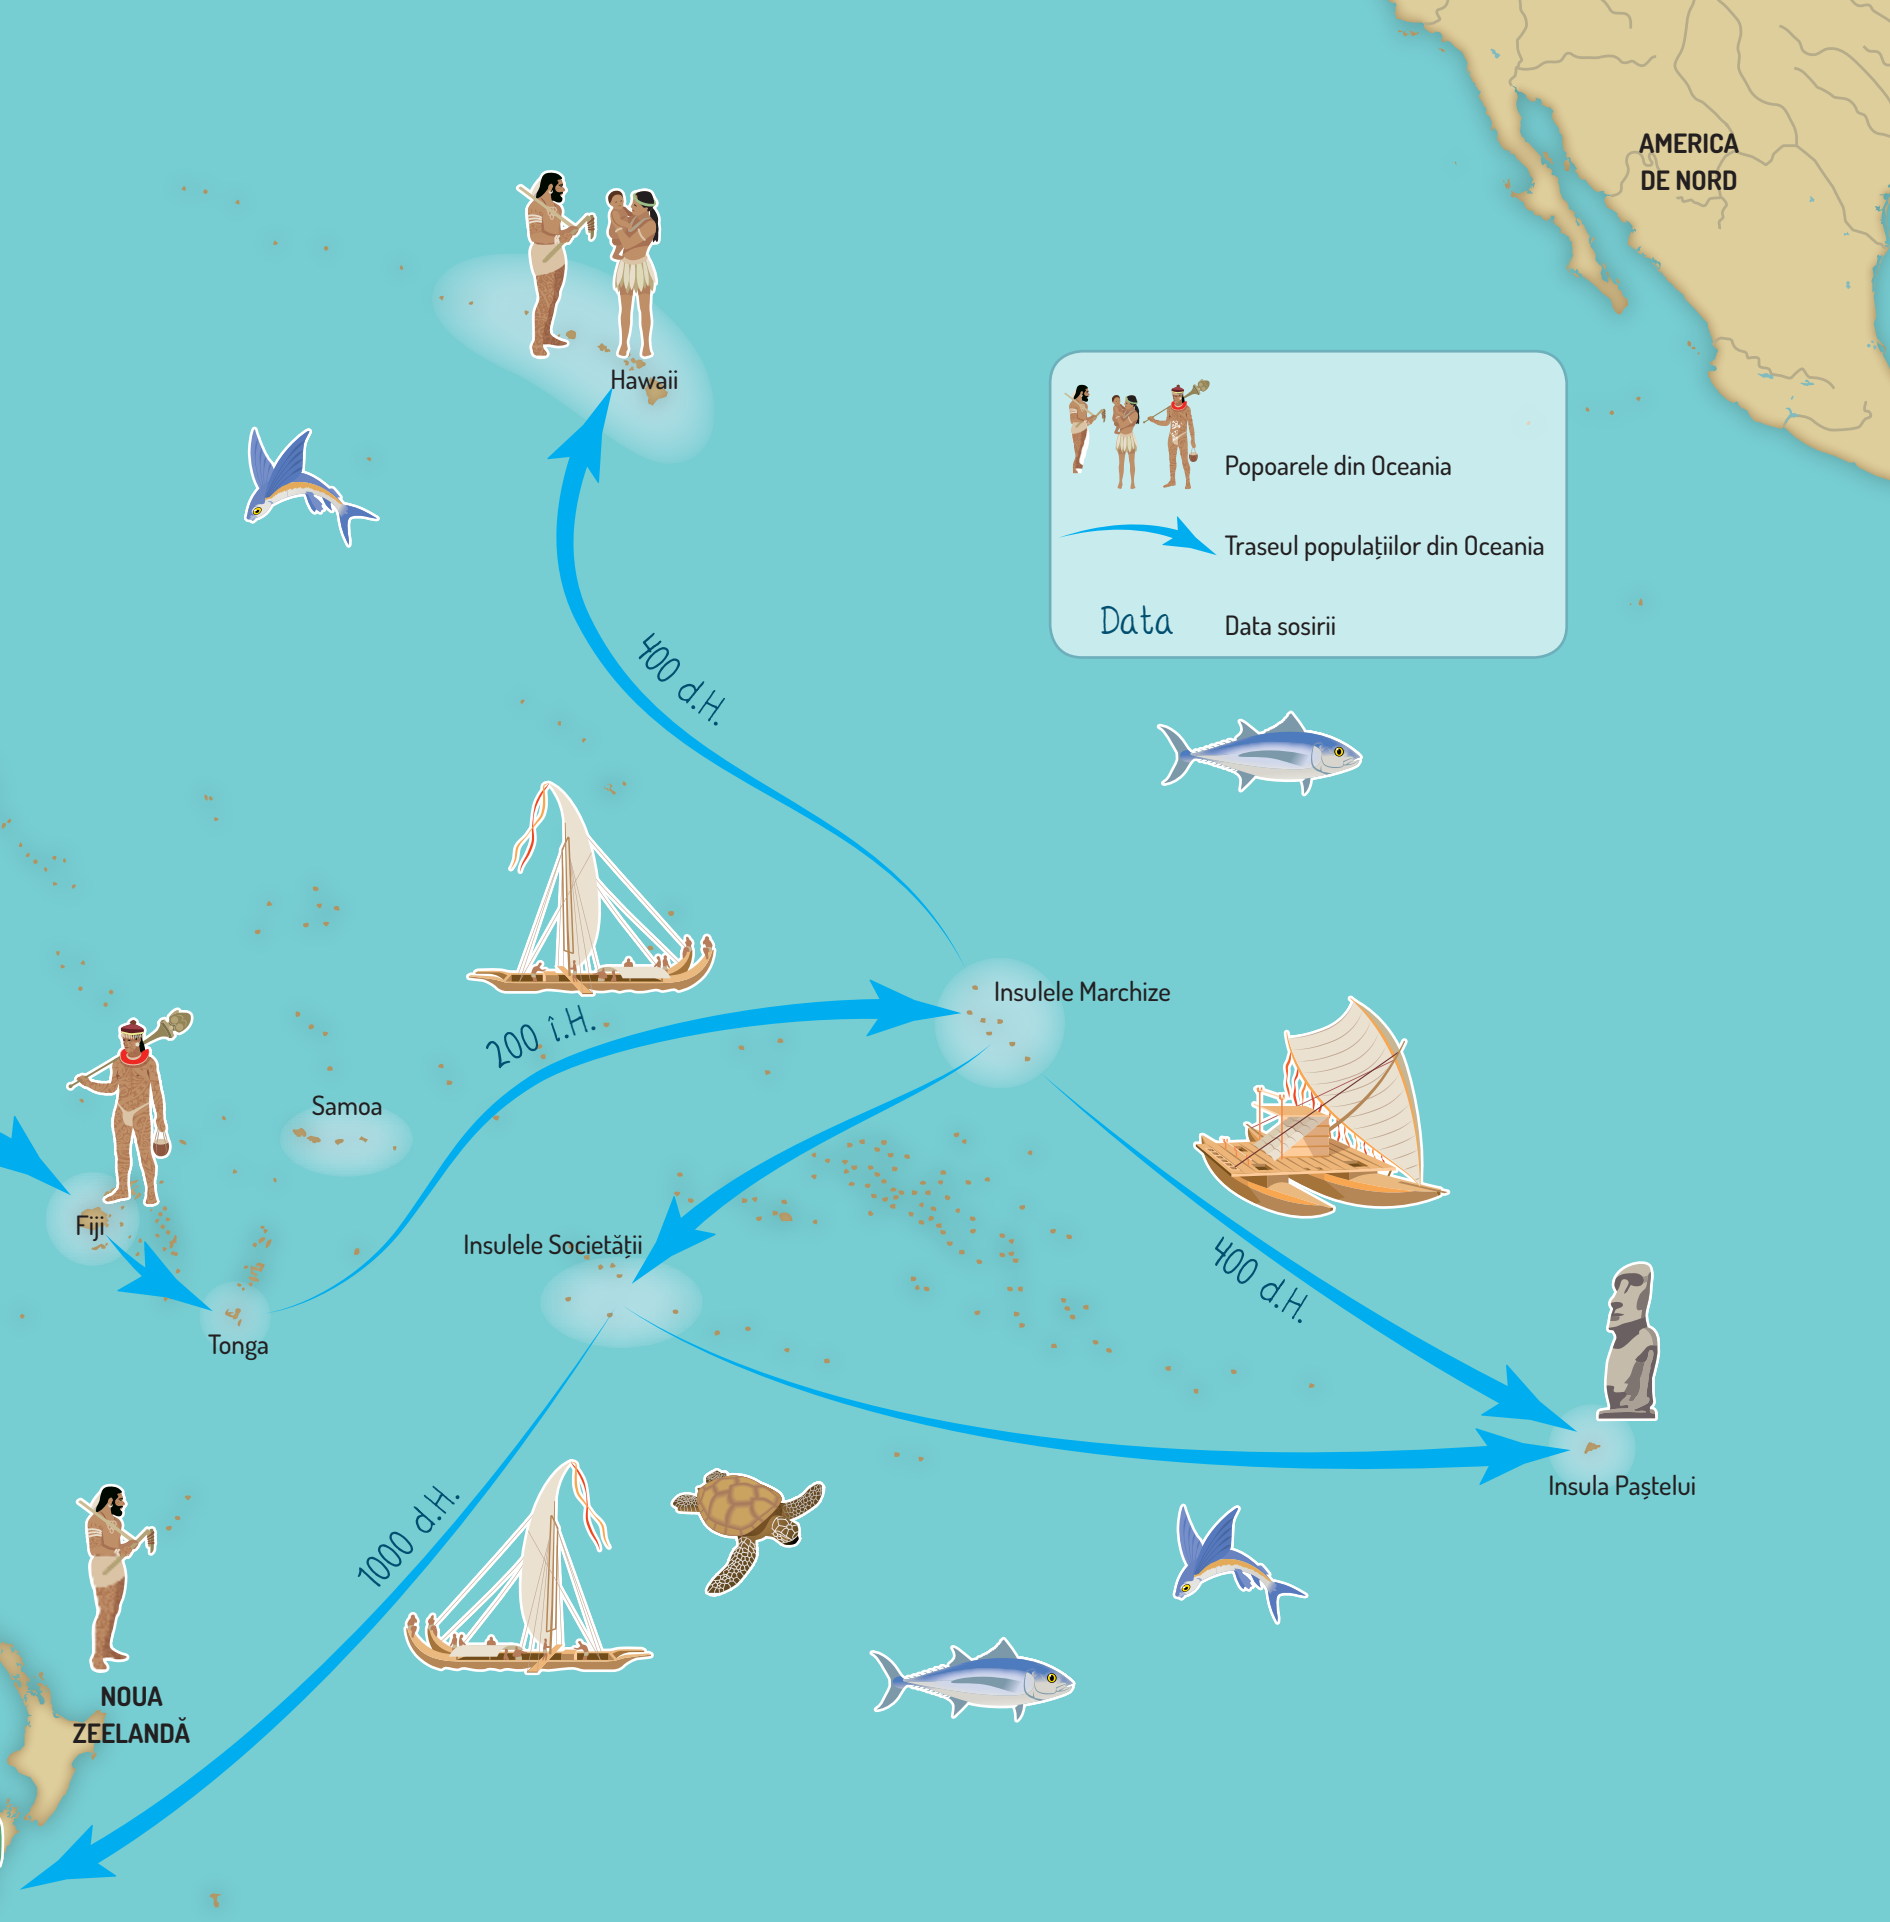 AMERICA
DE NORD
Hawaii
Popoarele din Oceania
Traseul populațiilor din Oceania
Data
Data sosirii
400 d.H.
Insulele Marchize
200 î.H.
Samoa
Fiji
Insulele Societății
400 d.H.
Tonga
Insula Paștelui
1000 d.H.
NOUA
ZEELANDĂ